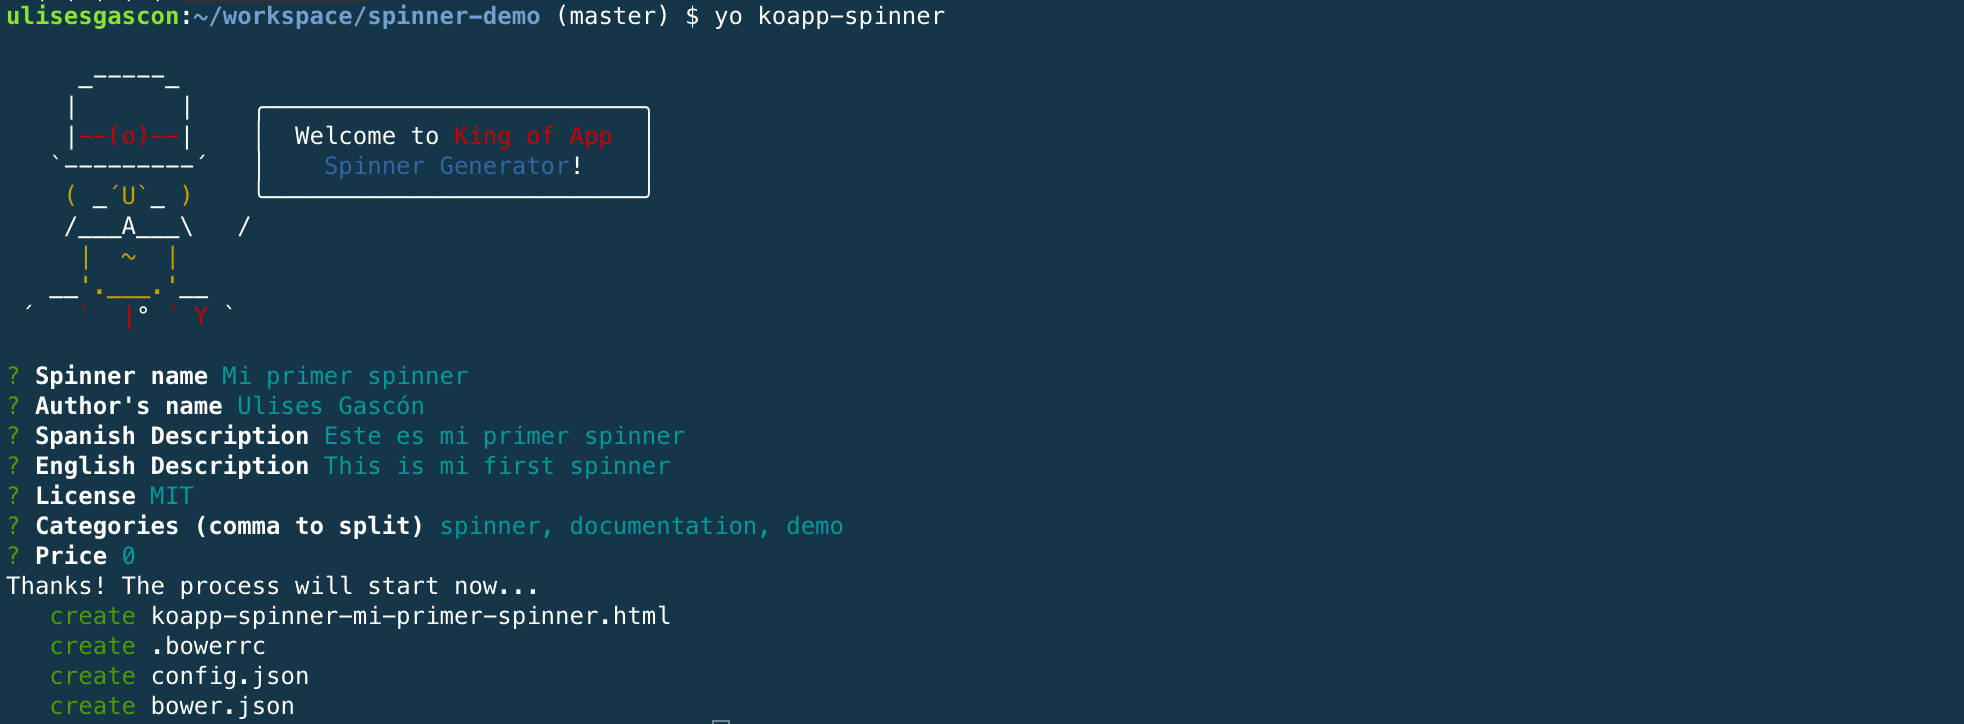 ulisesgascon:~/workspace/spinner-demo (master) $ yo koapp-spinner
     _-----_
    |       |
    |--(o)--|
   `---------´
    ( _´U`_ )
    /___A___\   /
     |  ~  |
   __'.___.'__
 ´   `  |° ´ Y `
Welcome to King of App
Spinner Generator!
? Spinner name Mi primer spinner
? Author's name Ulises Gascón
? Spanish Description Este es mi primer spinner
? English Description This is mi first spinner
? License MIT
? Categories (comma to split) spinner, documentation, demo
? Price 0
Thanks! The process will start now...
   create koapp-spinner-mi-primer-spinner.html
   create .bowerrc
   create config.json
   create bower.json